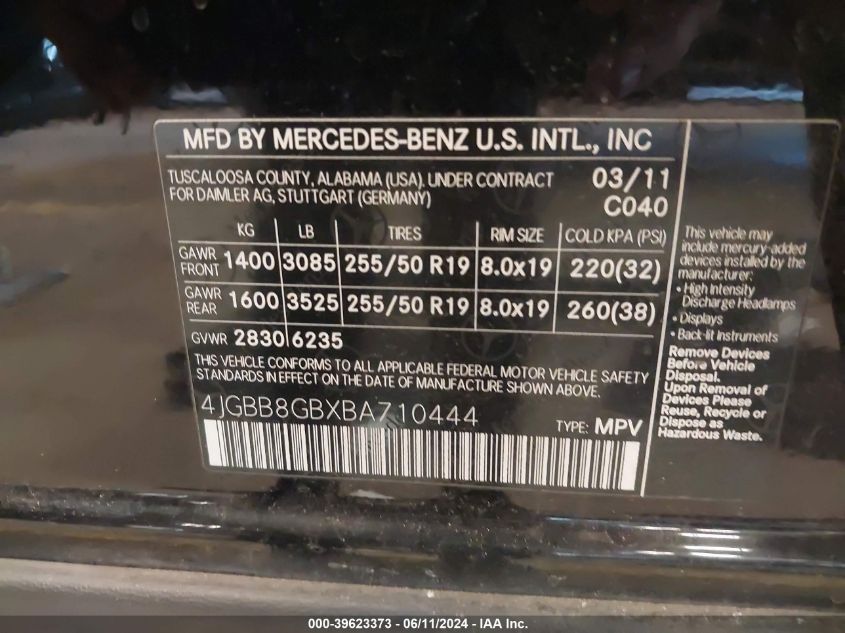 MFD BY MERCEDES-BENZ U.S. INTL., INC
TUSCALOOSA COUNTY, ALABAMA (USA), UNDER CONTRACT
FOR DAIMLER AG, STUTTGART (GERMANY)
03/11
C040
KG LB TIRES RIM SIZE COLD KPA (PSI)
GAWR FRONT 1400 3085 255/50 R19 8.0x19 220(32)
GAWR REAR 1600 3525 255/50 R19 8.0x19 260(38)
GVWR 2830 6235
THIS VEHICLE CONFORMS TO ALL APPLICABLE FEDERAL MOTOR VEHICLE SAFETY
STANDARDS IN EFFECT ON THE DATE OF MANUFACTURE SHOWN ABOVE.
4JGBB8GBXBA710444
TYPE: MPV
This vehicle may
include mercury-added
devices installed by the
manufacturer:
• High Intensity
Discharge Headlamps
• Displays
• Back-lit Instruments
Remove Devices
Before Vehicle
Disposal.
Upon Removal of
Devices Please
Reuse, Recycle or
Dispose as
Hazardous Waste.
000-39623373 - 06/11/2024 - IAA Inc.